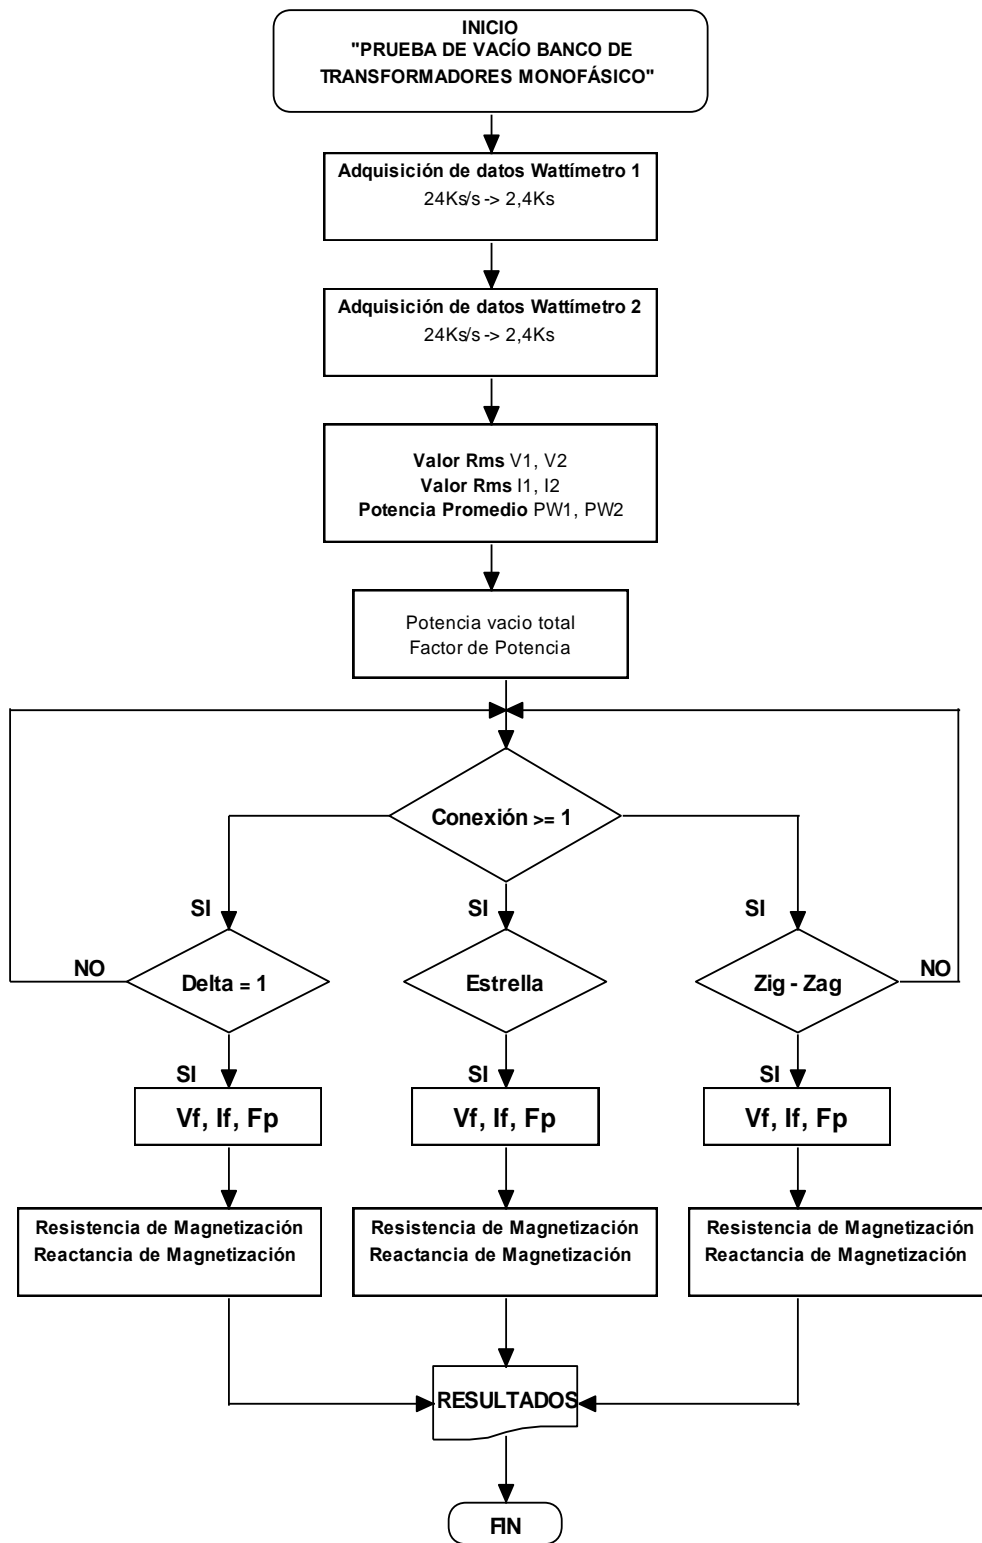 INICIO
"PRUEBA DE VACÍO BANCO DE
TRANSFORMADORES MONOFÁSICO"
Adquisición de datos Wattímetro 1
24Ks/s -> 2,4Ks
Adquisición de datos Wattímetro 2
24Ks/s -> 2,4Ks
Valor Rms V1, V2
Valor Rms I1, I2
Potencia Promedio PW1, PW2
Potencia vacio total
Factor de Potencia
Conexión >= 1
SI
SI
SI
NO
Delta = 1
Estrella
Zig - Zag
NO
SI
SI
SI
Vf, If, Fp
Vf, If, Fp
Vf, If, Fp
Resistencia de Magnetización
Reactancia de Magnetización
Resistencia de Magnetización
Reactancia de Magnetización
Resistencia de Magnetización
Reactancia de Magnetización
RESULTADOS
FIN